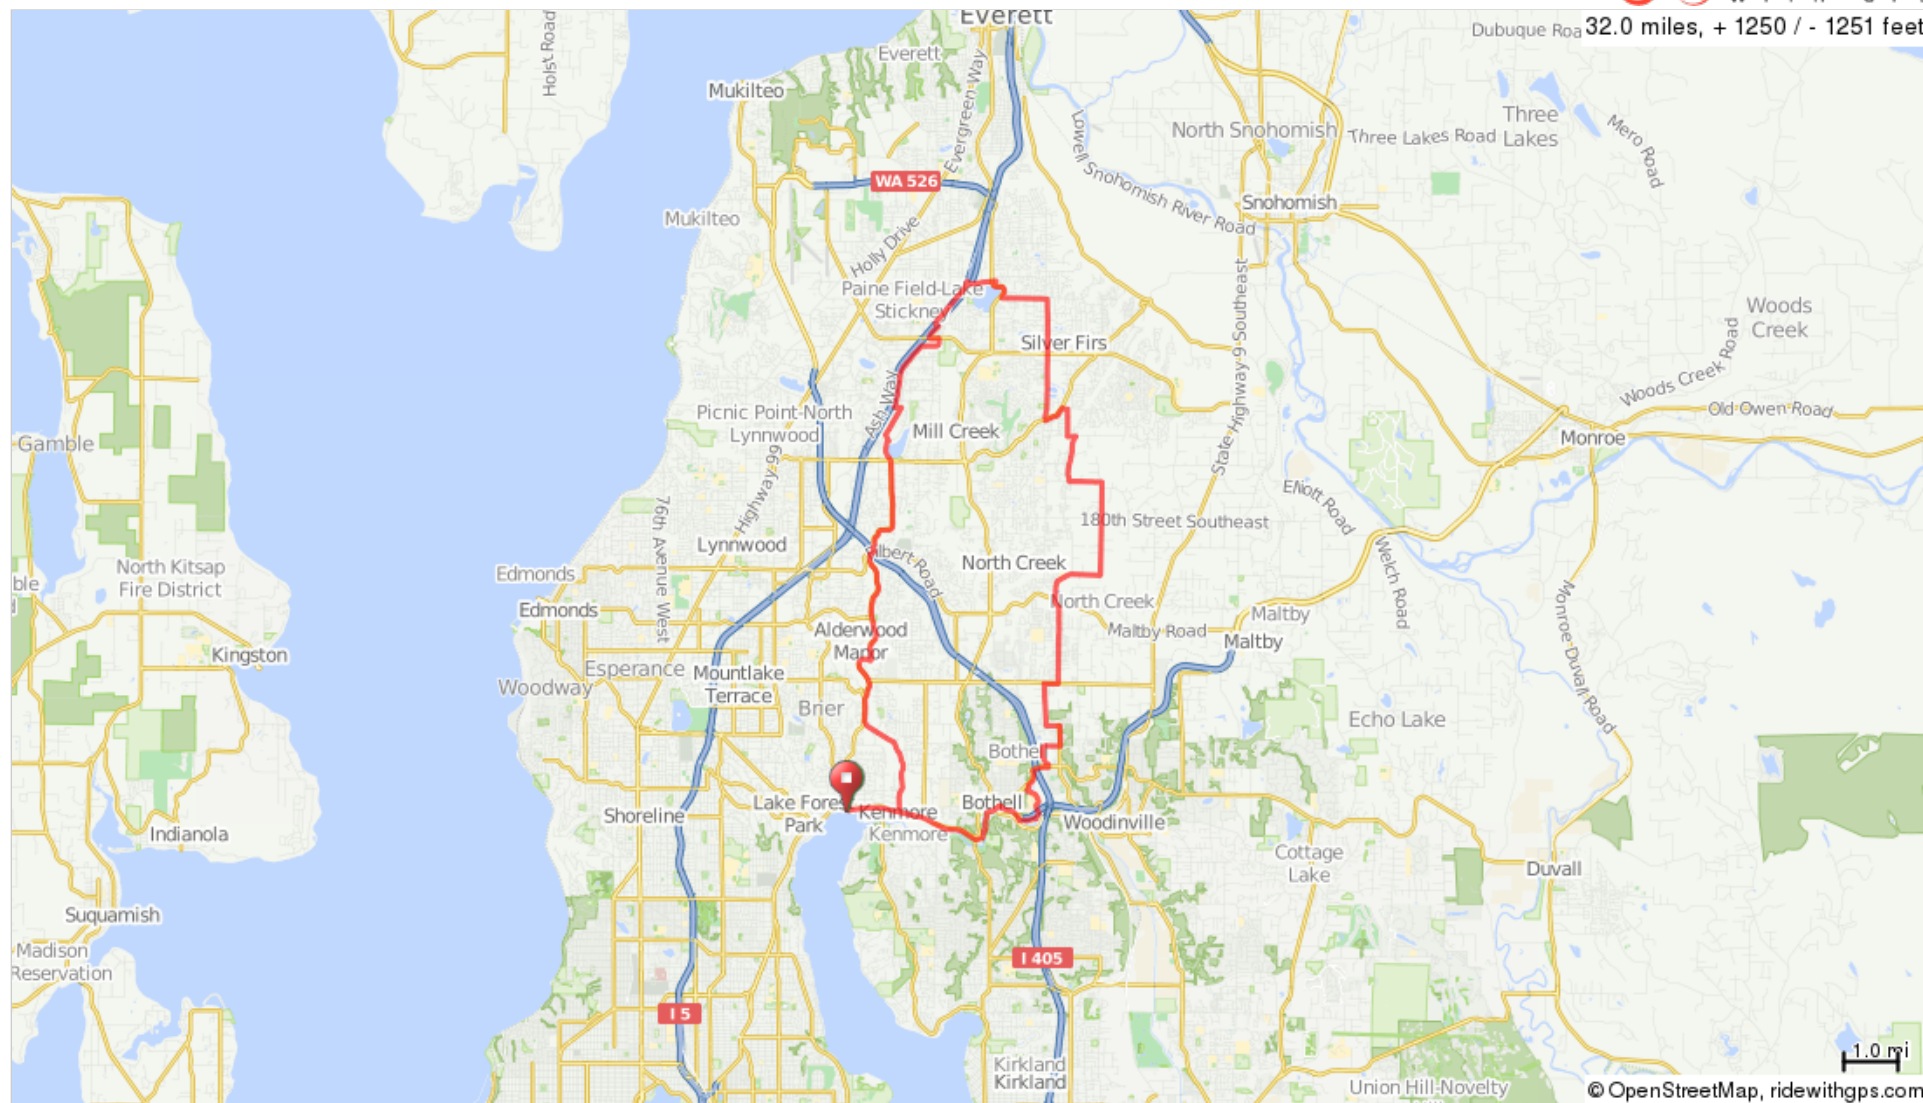 Everett
32.0 miles, + 1250 / - 1251 feet
Dubuque Roa
Holst Road
Everett
Mukilteo
Evergreen Way
Three
Lakes
North Snohomish
Three Lakes Road
Mero Road
Lowell Snohomish River Road
WA 526
Snohomish
Mukilteo
Holly Drive
Paine Field-Lake
Stickney
State Highway 9 Southeast
Woods
Creek
Silver Firs
Woods Creek Road
Ash Way
Picnic Point-North
Lynnwood
Old Owen Road
Mill Creek
Monroe
Gamble
Highway 99
76th Avenue West
Elliott Road
180th Street Southeast
Lynnwood
Filbert Road
North Creek
Welch Road
North Kitsap
Fire District
ble
Edmonds
Edmonds
North Creek
Maltby
Monroe-Duvall Road
Alderwood
Manor
Maltby Road
Maltby
Kingston
Esperance
Mountlake
Terrace
Woodway
Brier
Echo Lake
Bothe
Lake Fores
Park
Kenmore
Kenmore
Bothell
Woodinville
Shoreline
Indianola
Cottage
Lake
Duvall
Suquamish
Madison
Reservation
I 405
I 5
Kirkland
Kirkland
1.0 mi
Union Hill-Novelty
© OpenStreetMap, ridewithgps.com